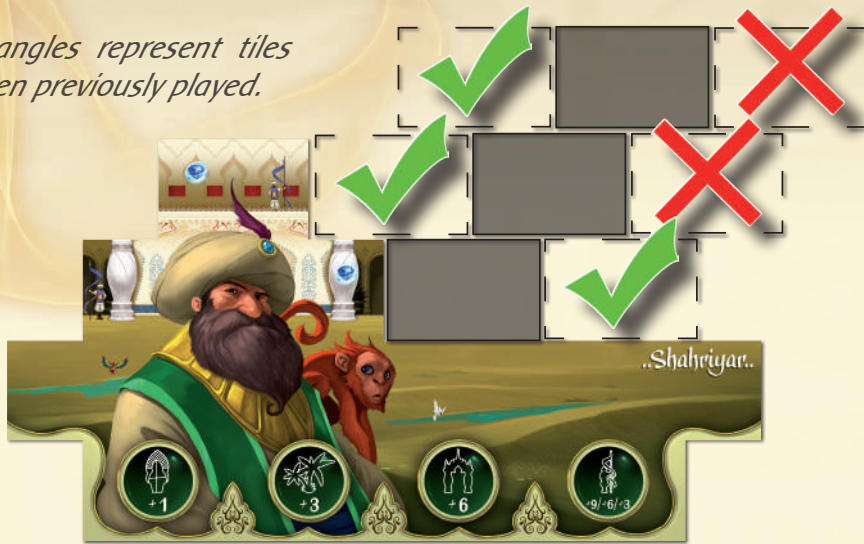 angles represent tiles
en previously played.
..Shahriyar..
+1
+3
+6
+9/+6/+3